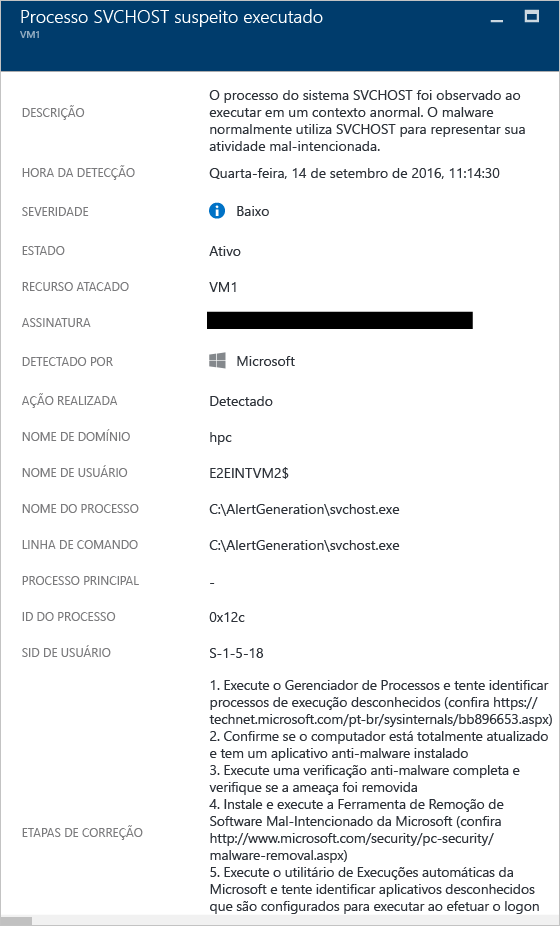 Processo SVCHOST suspeito executado
VM1
DESCRIÇÃO
O processo do sistema SVCHOST foi observado ao
executar em um contexto anormal. O malware
normalmente utiliza SVCHOST para representar sua
atividade mal-intencionada.
HORA DA DETECÇÃO
Quarta-feira, 14 de setembro de 2016, 11:14:30
SEVERIDADE
Baixo
ESTADO
Ativo
RECURSO ATACADO
VM1
ASSINATURA
DETECTADO POR
Microsoft
AÇÃO REALIZADA
Detectado
NOME DE DOMÍNIO
hpc
NOME DE USUÁRIO
E2EINTVM2$
NOME DO PROCESSO
C:\AlertGeneration\svchost.exe
LINHA DE COMANDO
C:\AlertGeneration\svchost.exe
PROCESSO PRINCIPAL
-
ID DO PROCESSO
0x12c
SID DE USUÁRIO
S-1-5-18
ETAPAS DE CORREÇÃO
1. Execute o Gerenciador de Processos e tente identificar
processos de execução desconhecidos (confira https://
technet.microsoft.com/pt-br/sysinternals/bb896653.aspx)
2. Confirme se o computador está totalmente atualizado
e tem um aplicativo anti-malware instalado
3. Execute uma verificação anti-malware completa e
verifique se a ameaça foi removida
4. Instale e execute a Ferramenta de Remoção de
Software Mal-Intencionado da Microsoft (confira
http://www.microsoft.com/security/pc-security/
malware-removal.aspx)
5. Execute o utilitário de Execuções automáticas da
Microsoft e tente identificar aplicativos desconhecidos
que são configurados para executar ao efetuar o logon